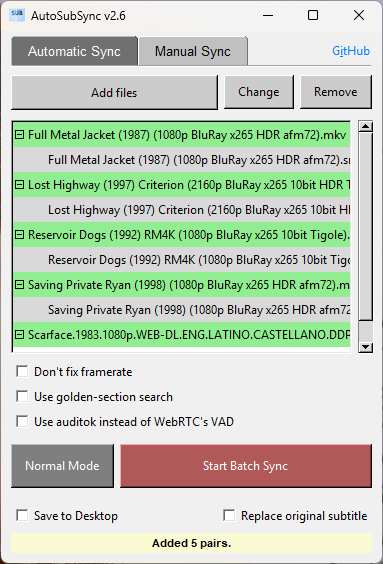 SUB
AutoSubSync v2.6
Automatic Sync
Manual Sync
GitHub
Add files
Change
Remove
Full Metal Jacket (1987) (1080p BluRay x265 HDR afm72).mkv
Full Metal Jacket (1987) (1080p BluRay x265 HDR afm72).sr
Lost Highway (1997) Criterion (2160p BluRay x265 10bit HDR T
Lost Highway (1997) Criterion (2160p BluRay x265 10bit HD
Reservoir Dogs (1992) RM4K (1080p BluRay x265 10bit Tigole).
Reservoir Dogs (1992) RM4K (1080p BluRay x265 10bit Tigole
Saving Private Ryan (1998) (1080p BluRay x265 HDR afm72)
Saving Private Ryan (1998) (1080p BluRay x265 HDR afm72
Scarface.1983.1080p.WEB-DL.ENG.LATINO.CASTELLANO.DDP
Don't fix framerate
Use golden-section search
Use auditok instead of WebRTC's VAD
Normal Mode
Start Batch Sync
Save to Desktop
Replace original subtitle
Added 5 pairs.